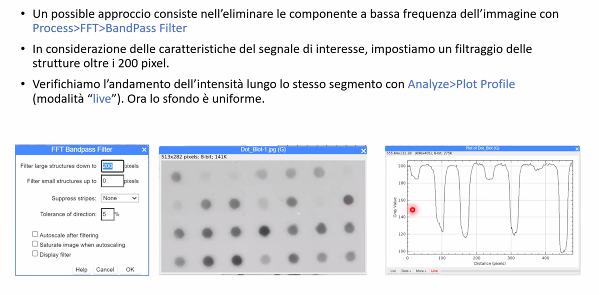 • Un possibile approccio consiste nell'eliminare le componente a bassa frequenza dell'immagine con
Process>FFT>BandPass Filter
• In considerazione delle caratteristiche del segnale di interesse, impostiamo un filtraggio delle
strutture oltre i 200 pixel.
• Verifichiamo l'andamento dell'intensità lungo lo stesso segmento con Analyze>Plot Profile
(modalità "live"). Ora lo sfondo è uniforme.
FFT Bandpass Filter
Filter large structures down to 200 pixels
Filter small structures up to 0 pixels
Suppress stripes: None
Tolerance of direction: 5 %
Autoscale after filtering
Saturate image when autoscaling
Display filter
Help Cancel OK
Dot_Blot-1.jpg (G)
513x282 pixels; 8-bit; 141K
Plot of Dot_Blot (G)
200
180
160
140
120
100
Gray Value
0 100 200 300 400
Distance (pixels)
List Data » More » Live